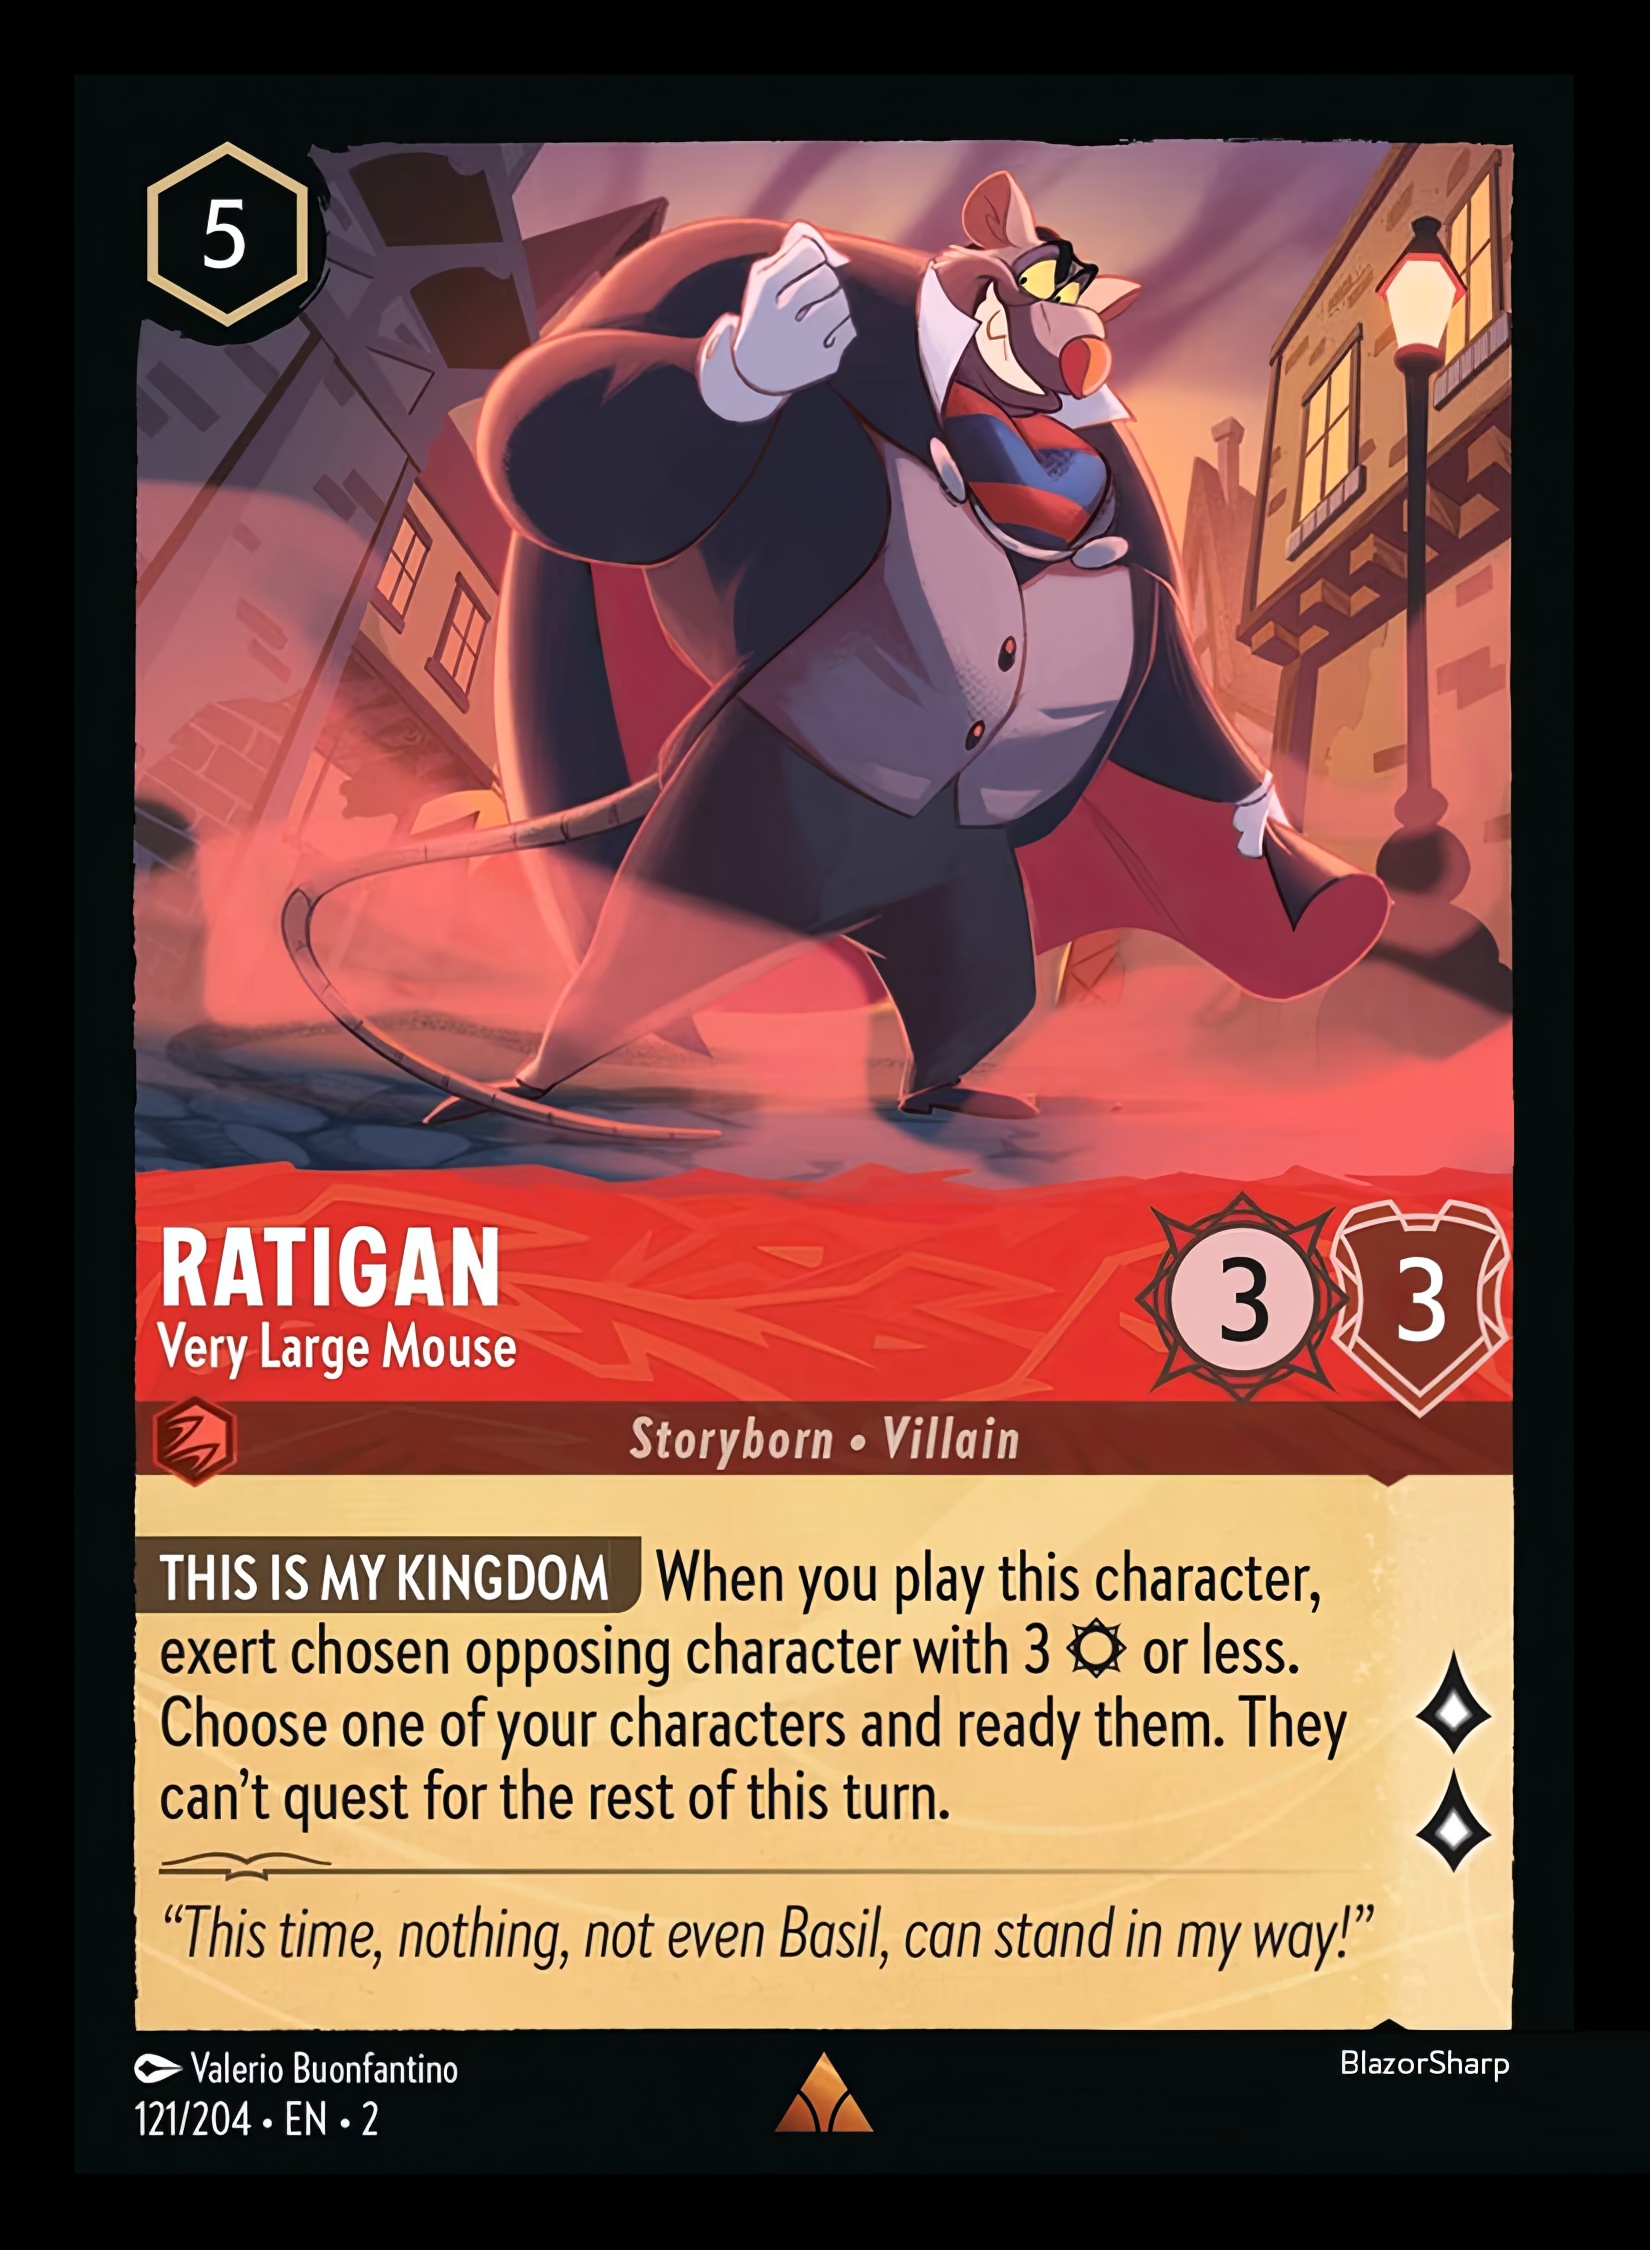 5
RATIGAN
Very Large Mouse
3
3
Storyborn • Villain
THIS IS MY KINGDOM When you play this character,
exert chosen opposing character with 3 or less.
Choose one of your characters and ready them. They
can't quest for the rest of this turn.
“This time, nothing, not even Basil, can stand in my way!”
Valerio Buonfantino
BlazorSharp
121/204 • EN • 2